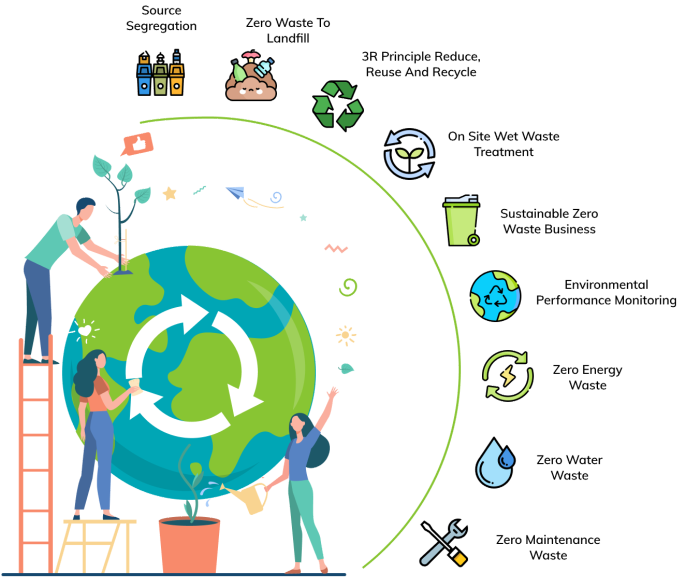 Source
Segregation
Zero Waste To
Landfill
3R Principle Reduce,
Reuse And Recycle
On Site Wet Waste
Treatment
Sustainable Zero
Waste Business
Environmental
Performance Monitoring
Zero Energy
Waste
Zero Water
Waste
Zero Maintenance
Waste